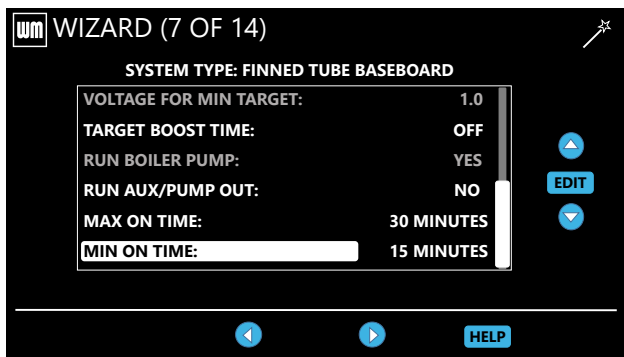 wm WIZARD (7 OF 14)
SYSTEM TYPE: FINNED TUBE BASEBOARD
VOLTAGE FOR MIN TARGET: 1.0
TARGET BOOST TIME: OFF
RUN BOILER PUMP: YES
RUN AUX/PUMP OUT: NO
MAX ON TIME: 30 MINUTES
MIN ON TIME: 15 MINUTES
EDIT
HELP